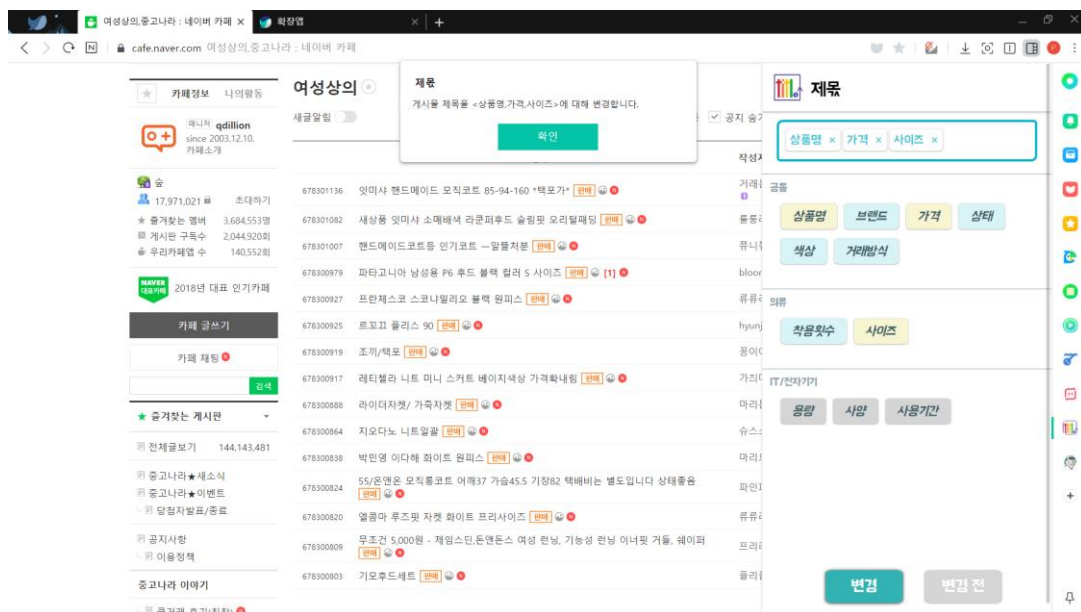 여성상의,중고나라 : 네이버 카페 ×
확장앱 × +
cafe.naver.com 여성상의,중고나라 : 네이버 카페
카페정보 나의활동
매니저 qdillion
since 2003.12.10.
카페소개
숲
17,971,021 초대하기
즐겨찾는 멤버 3,684,553명
게시판 구독수 2,044,920회
우리카페앱 수 140,552회
NAVER
대표카페
2018년 대표 인기카페
카페 글쓰기
카페 채팅
검색
★ 즐겨찾는 게시판
전체글보기 144,143,481
중고나라★새소식
중고나라★이벤트
당첨자발표/종료
공지사항
이용정책
중고나라 이야기
여성상의
새글알림
공지 숨기
제목
게시물 제목을 <상품명,가격,사이즈>에 대해 변경합니다.
확인
작성자
678301136 잇미샤 핸드메이드 모직코트 85-94-160 *택포가* 판매 N 거래
678301082 새상품 잇미샤 소매배색 라쿤퍼후드 슬림핏 오리털패딩 판매 N
678301007 핸드메이드코트등 인기코트 ㅡ알뜰처분 판매 N
678300979 파타고니아 남성용 P6 후드 블랙 컬러 S 사이즈 판매 [1] N bloor
678300927 프란체스코 스코냐밀리오 블랙 원피스 판매 N
678300925 르꼬끄 플리스 90 판매 N hyunj
678300919 조끼/택포 판매 N
678300917 레티첼라 니트 미니 스커트 베이지색상 가격확내림 판매 N
678300888 라이더자켓/ 가죽자켓 판매 N
678300864 지오다노 니트일괄 판매 N
678300838 박민영 이다해 화이트 원피스 판매 N
678300824 55/온앤온 모직롱코트 어깨37 가슴45.5 기장82 택배비는 별도입니다 상태좋음
판매 N
678300820 엘콤마 루즈핏 자켓 화이트 프리사이즈 판매 N
678300809 무조건 5,000원 - 제임스딘,돈앤돈스 여성 런닝, 기능성 런닝 이너핏 거들, 쉐이퍼
판매 N
678300803 기모후드세트 판매 N
제목
상품명 × 가격 × 사이즈 ×
공통
상품명 브랜드 가격 상태
색상 거래방식
의류
착용횟수 사이즈
IT/전자기기
용량 사양 사용기간
변경 변경 전